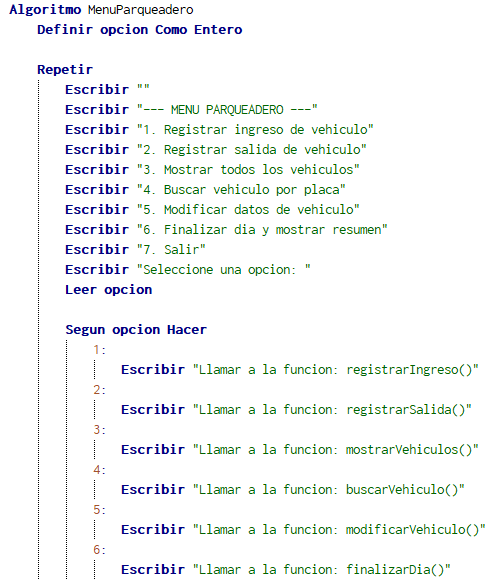 Algoritmo MenuParqueadero
Definir opcion Como Entero
Repetir
Escribir ""
Escribir "--- MENU PARQUEADERO ---"
Escribir "1. Registrar ingreso de vehiculo"
Escribir "2. Registrar salida de vehiculo"
Escribir "3. Mostrar todos los vehiculos"
Escribir "4. Buscar vehiculo por placa"
Escribir "5. Modificar datos de vehiculo"
Escribir "6. Finalizar dia y mostrar resumen"
Escribir "7. Salir"
Escribir "Seleccione una opcion: "
Leer opcion
Segun opcion Hacer
1:
Escribir "Llamar a la funcion: registrarIngreso()"
2:
Escribir "Llamar a la funcion: registrarSalida()"
3:
Escribir "Llamar a la funcion: mostrarVehiculos()"
4:
Escribir "Llamar a la funcion: buscarVehiculo()"
5:
Escribir "Llamar a la funcion: modificarVehiculo()"
6:
Escribir "Llamar a la funcion: finalizarDia()"